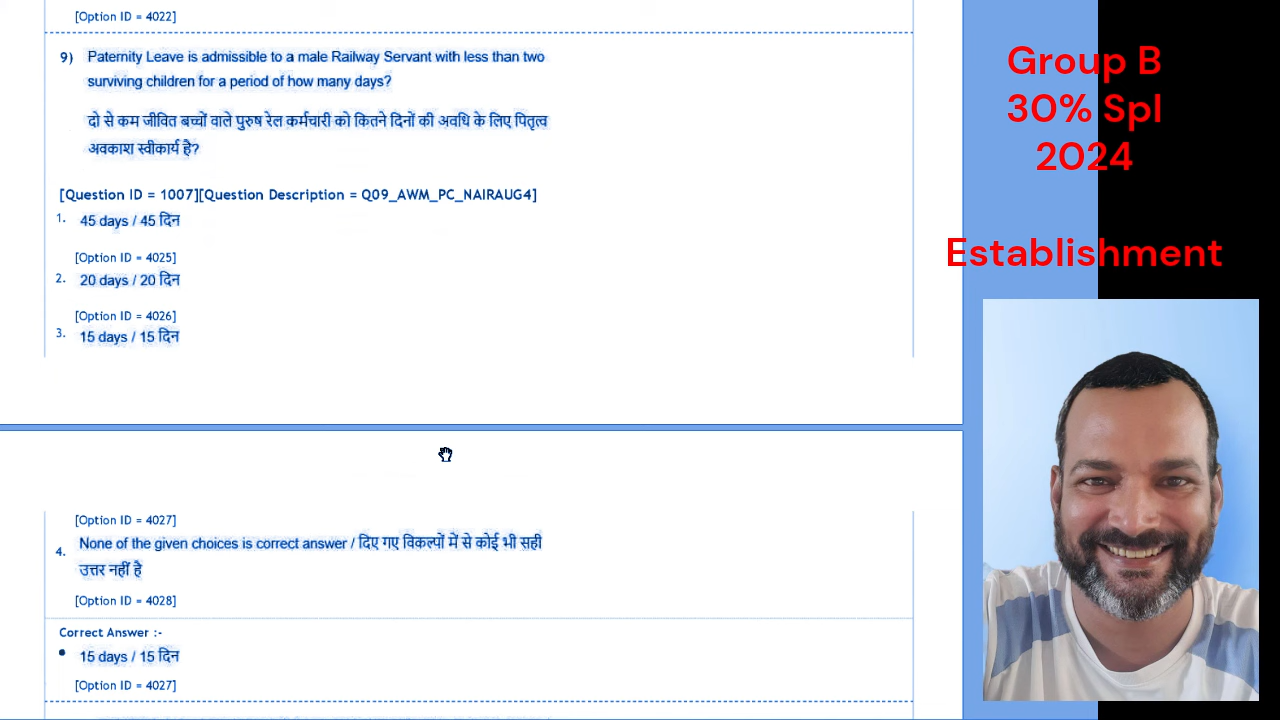 [Option ID = 4022]
9) Paternity Leave is admissible to a male Railway Servant with less than two
surviving children for a period of how many days?
दो से कम जीवित बच्चों वाले पुरुष रेल कर्मचारी को कितने दिनों की अवधि के लिए पितृत्व
अवकाश स्वीकार्य है?
[Question ID = 1007][Question Description = Q09_AWM_PC_NAIRAUG4]
1. 45 days / 45 दिन
[Option ID = 4025]
2. 20 days / 20 दिन
[Option ID = 4026]
3. 15 days / 15 दिन
[Option ID = 4027]
4. None of the given choices is correct answer / दिए गए विकल्पों में से कोई भी सही
उत्तर नहीं है
[Option ID = 4028]
Correct Answer :-
• 15 days / 15 दिन
[Option ID = 4027]
Group B
30% Spl
2024
Establishment